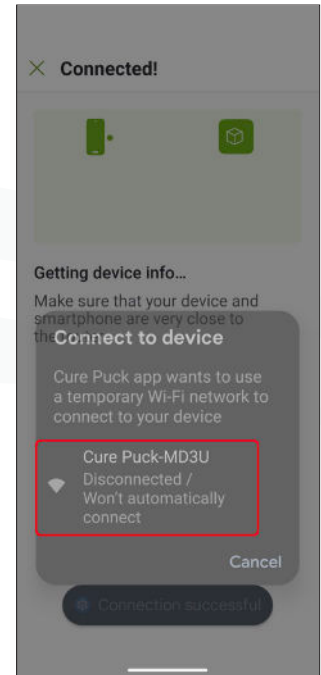 Connected!
Getting device info...
Make sure that your device and
smartphone are very close to
the
Connect to device
Cure Puck app wants to use
a temporary Wi-Fi network to
connect to your device
Cure Puck-MD3U
Disconnected /
Won't automatically
connect
Cancel
Connection successful